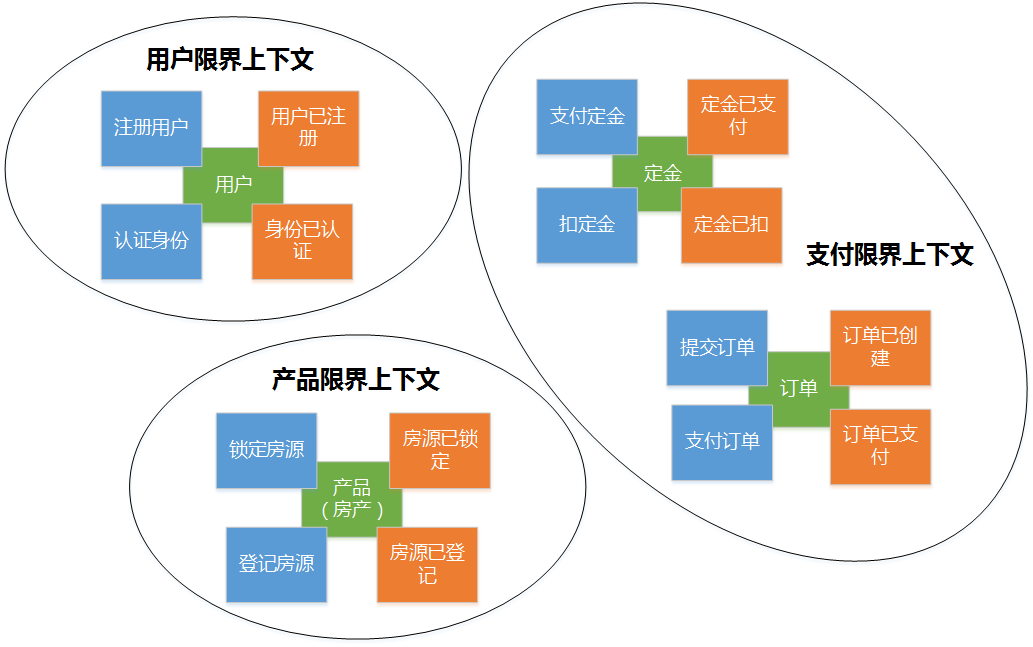 用户限界上下文
注册用户
用户已注
册
用户
认证身份
身份已认
证
支付定金
定金已支
付
定金
扣定金
定金已扣
支付限界上下文
提交订单
订单已创
建
订单
支付订单
订单已支
付
产品限界上下文
锁定房源
房源已锁
定
产品
（房产）
登记房源
房源已登
记